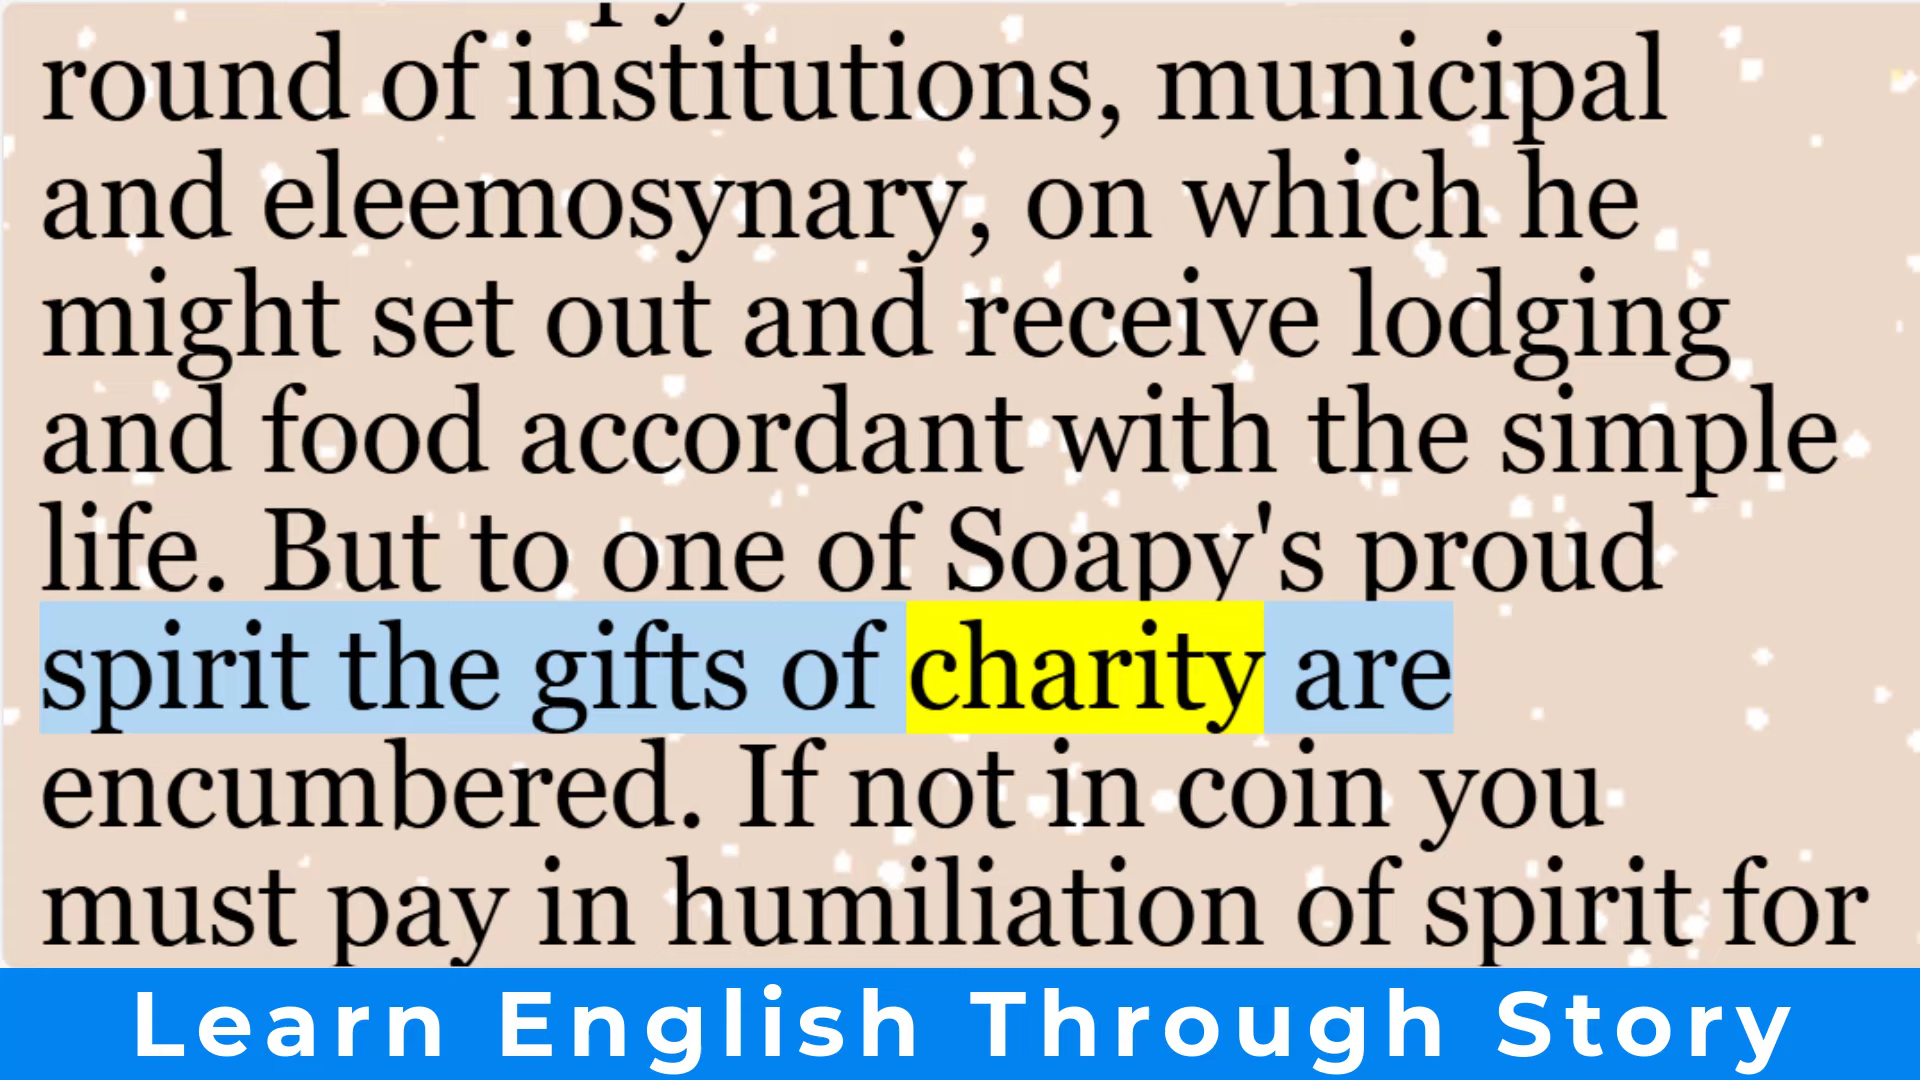 round of institutions, municipal
and eleemosynary, on which he
might set out and receive lodging
and food accordant with the simple
life. But to one of Soapy's proud
spirit the gifts of charity are
encumbered. If not in coin you
must pay in humiliation of spirit for
Learn English Through Story